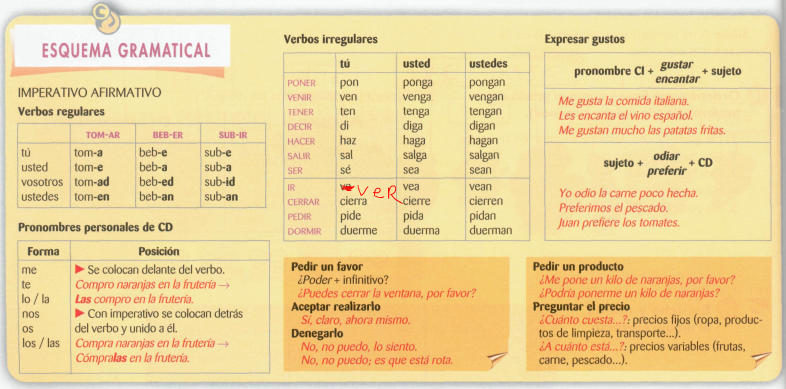 ESQUEMA GRAMATICAL
IMPERATIVO AFIRMATIVO
Verbos regulares
TOM-AR BEB-ER SUB-IR
tú tom-a beb-e sub-e
usted tom-e beb-a sub-a
vosotros tom-ad beb-ed sub-id
ustedes tom-en beb-an sub-an
Pronombres personales de CD
Forma Posición
me ► Se colocan delante del verbo.
te Compro naranjas en la frutería →
lo / la Las compro en la frutería.
nos ► Con imperativo se colocan detrás
os del verbo y unido a él.
los / las Compra naranjas en la frutería →
Cómpralas en la frutería.
Verbos irregulares
tú usted ustedes
PONER pon ponga pongan
VENIR ven venga vengan
TENER ten tenga tengan
DECIR di diga digan
HACER haz haga hagan
SALIR sal salga salgan
SER sé sea sean
IR ve vea vean
VER
CERRAR cierra cierre cierren
PEDIR pide pida pidan
DORMIR duerme duerma duerman
Pedir un favor
¿Poder + infinitivo?
¿Puedes cerrar la ventana, por favor?
Aceptar realizarlo
Sí, claro, ahora mismo.
Denegarlo
No, no puedo, lo siento.
No, no puedo; es que está rota.
Expresar gustos
pronombre CI + gustar + sujeto
encantar
Me gusta la comida italiana.
Les encanta el vino español.
Me gustan mucho las patatas fritas.
sujeto + odiar + CD
preferir
Yo odio la carne poco hecha.
Preferimos el pescado.
Juan prefiere los tomates.
Pedir un producto
¿Me pone un kilo de naranjas, por favor?
¿Podría ponerme un kilo de naranjas?
Preguntar el precio
¿Cuánto cuesta...?: precios fijos (ropa, produc-
tos de limpieza, transporte...).
¿A cuánto está...?: precios variables (frutas,
carne, pescado...).